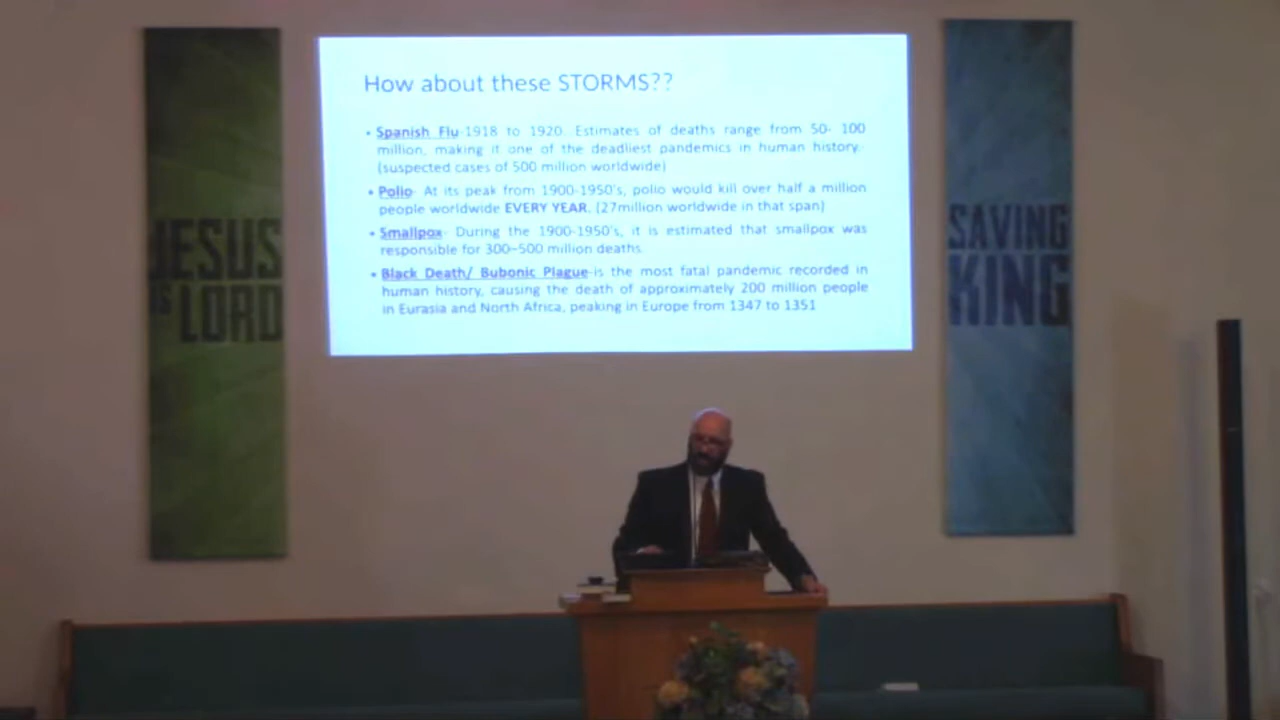 How about these STORMS??
• Spanish Flu-1918 to 1920. Estimates of deaths range from 50- 100
million, making it one of the deadliest pandemics in human history.
(suspected cases of 500 million worldwide)
• Polio- At its peak from 1900-1950's, polio would kill over half a million
people worldwide EVERY YEAR. (27million worldwide in that span)
• Smallpox- During the 1900-1950's, it is estimated that smallpox was
responsible for 300–500 million deaths.
• Black Death/ Bubonic Plague-is the most fatal pandemic recorded in
human history, causing the death of approximately 200 million people
in Eurasia and North Africa, peaking in Europe from 1347 to 1351
JESUS
IS LORD
SAVING
KING